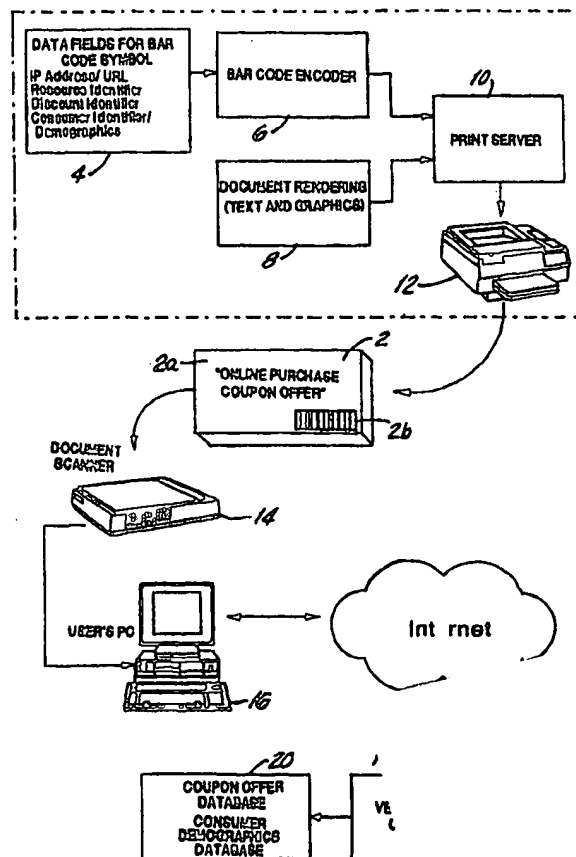 DATA FIELDS FOR BAR
CODE SYMBOL
IP Address/ URL
Resource Identifier
Discount Identifier
Consumer Identifier/
Demographics
4
BAR CODE ENCODER
6
10
PRINT SERVER
DOCUMENT RENDERING
(TEXT AND GRAPHICS)
8
12
2a
2
"ONLINE PURCHASE
COUPON OFFER"
2b
DOCUMENT
SCANNER
14
USER'S PC
Int rnet
16
20
COUPON OFFER
DATABASE
CONSUMER
DEMOGRAPHICS
DATABASE
VE